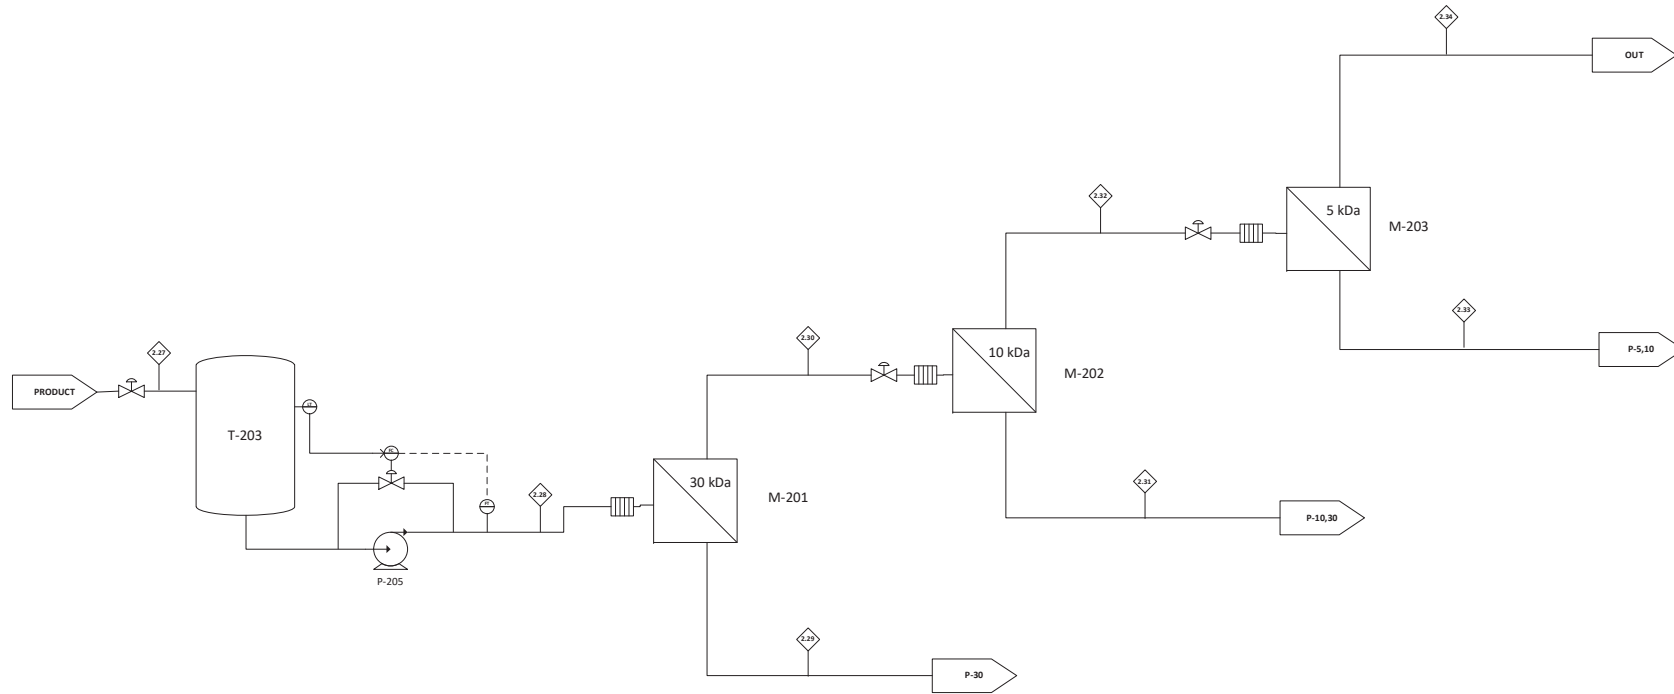 2.34
OUT
2.32
5 kDa
M-203
2.33
P-5,10
2.30
10 kDa
M-202
2.27
PRODUCT
LT
T-203
30 kDa
M-201
2.28
2.31
P-10,30
P-205
2.29
P-30